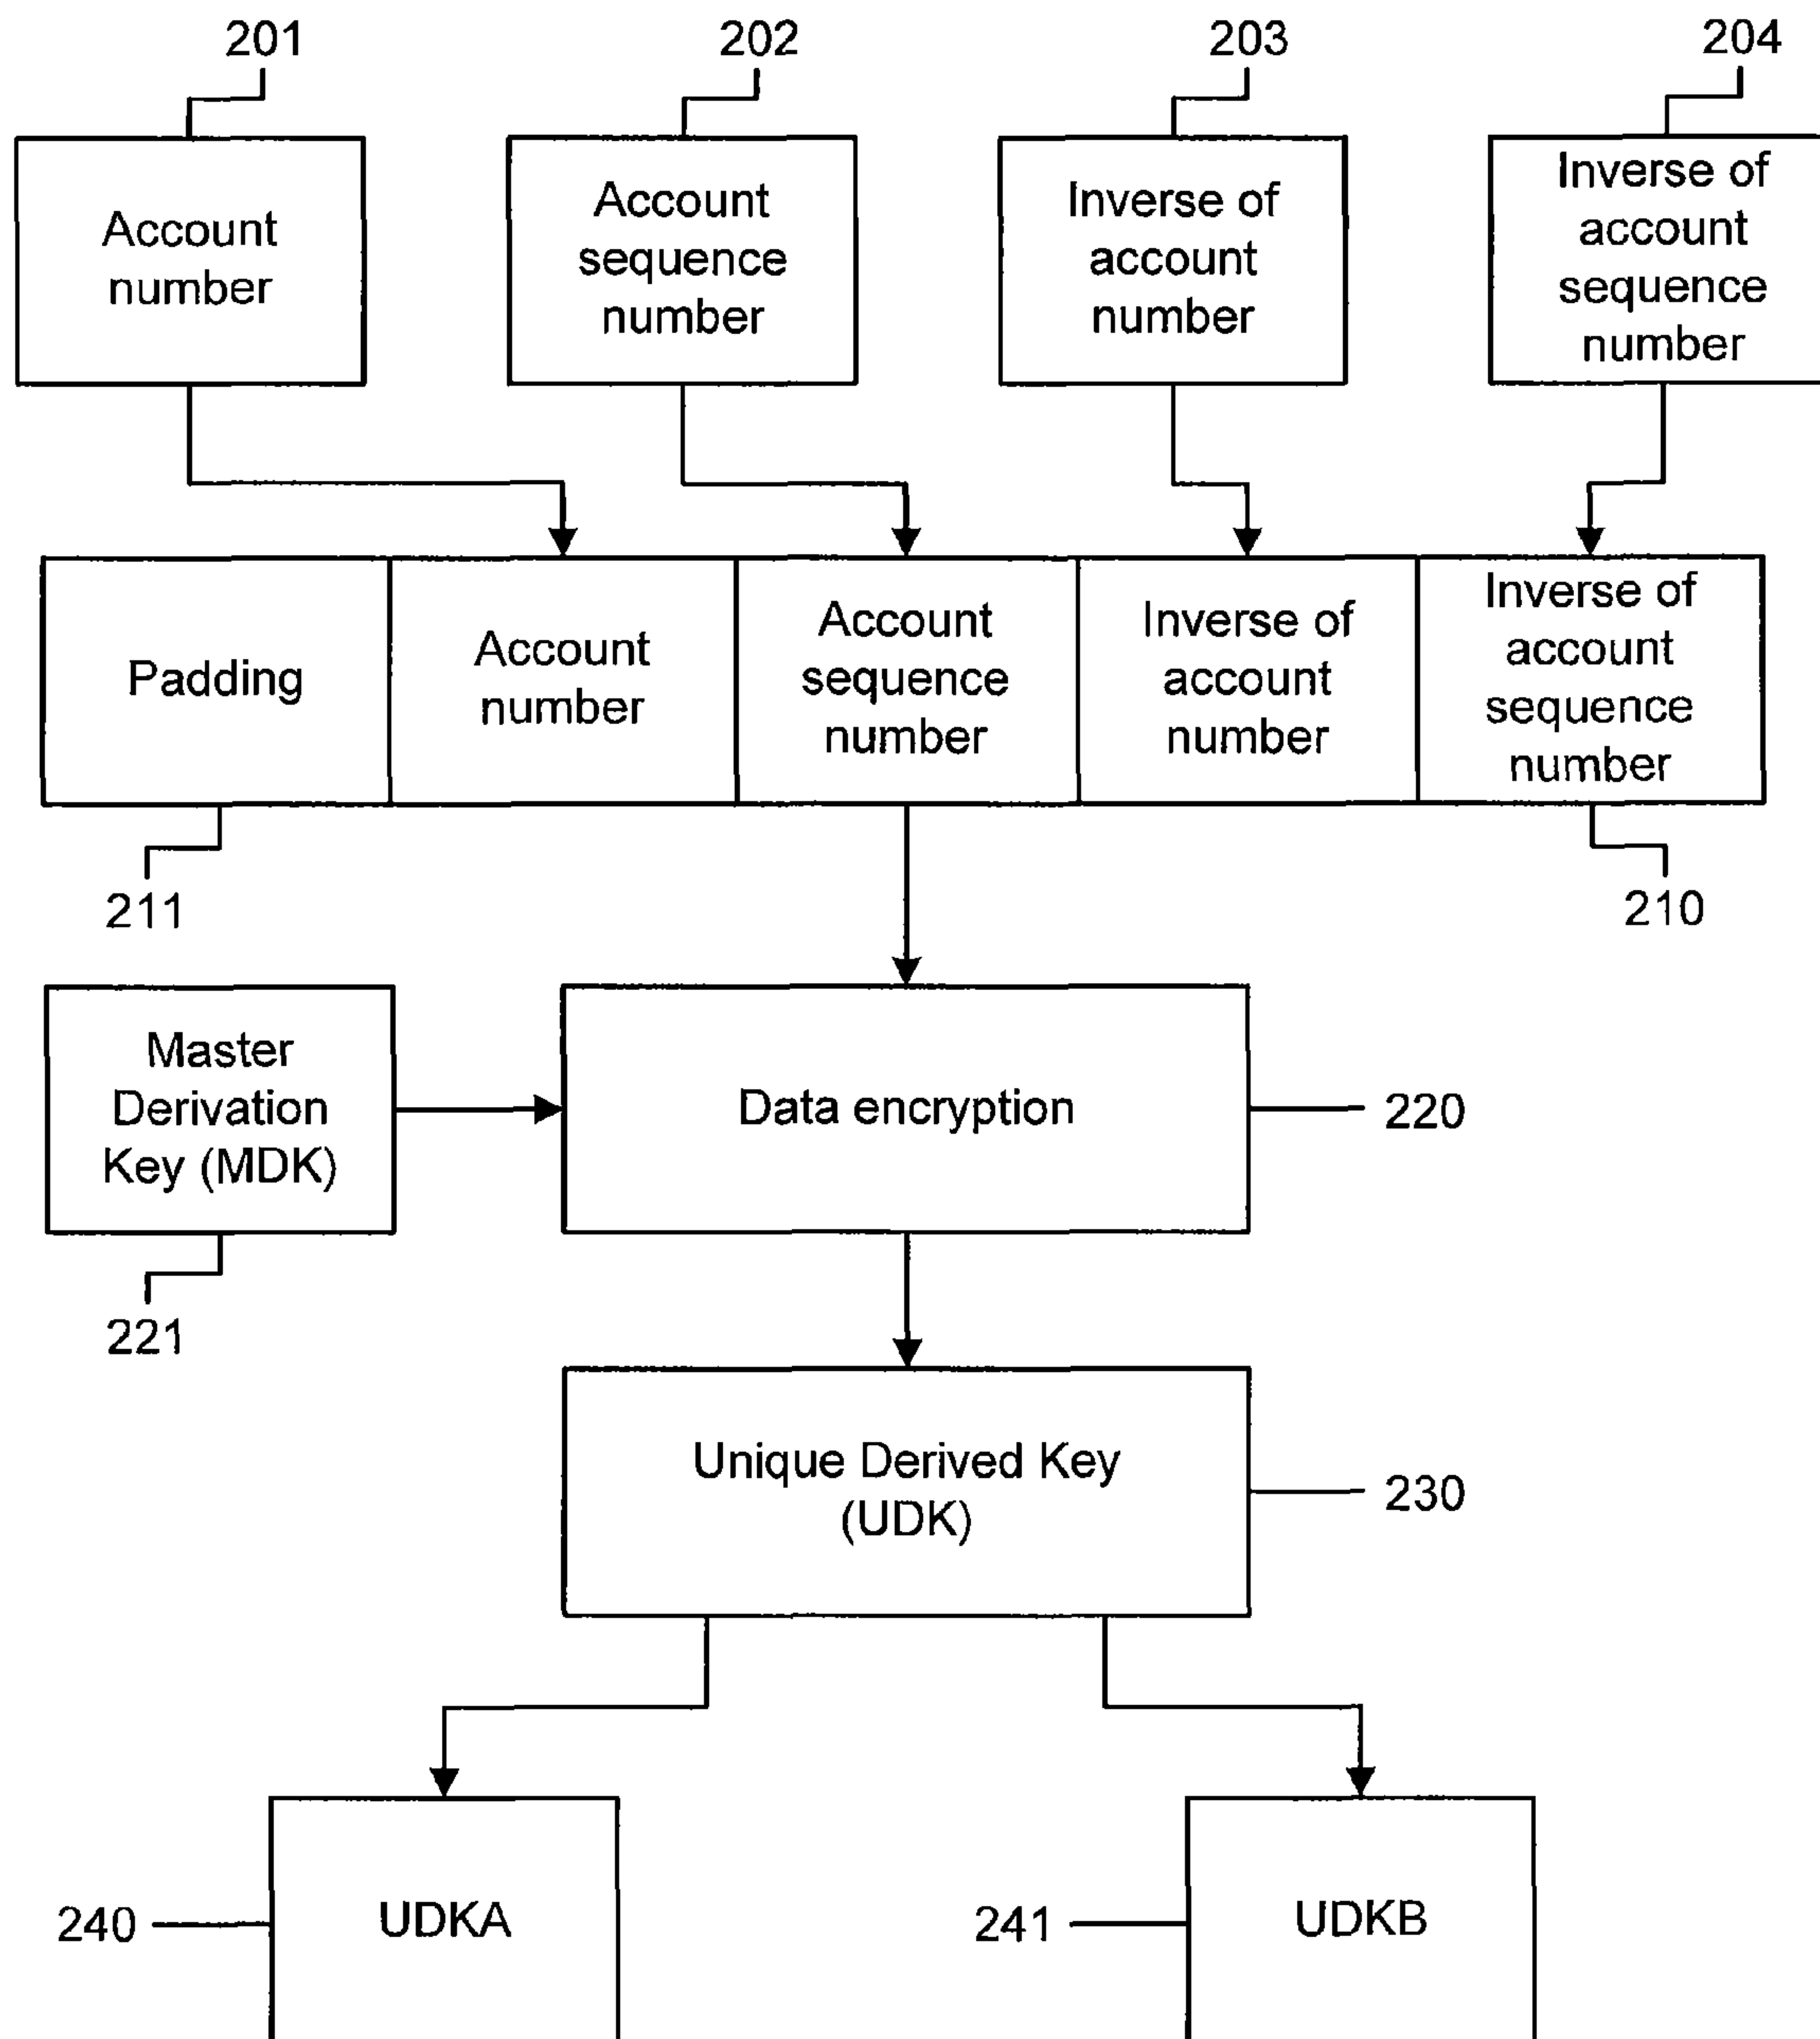 201
202
203
204
Account
number
Account
sequence
number
Inverse of
account
number
Inverse of
account
sequence
number
Padding
Account
number
Account
sequence
number
Inverse of
account
number
Inverse of
account
sequence
number
211
210
Master
Derivation
Key (MDK)
Data encryption
220
221
Unique Derived Key
(UDK)
230
240
UDKA
241
UDKB